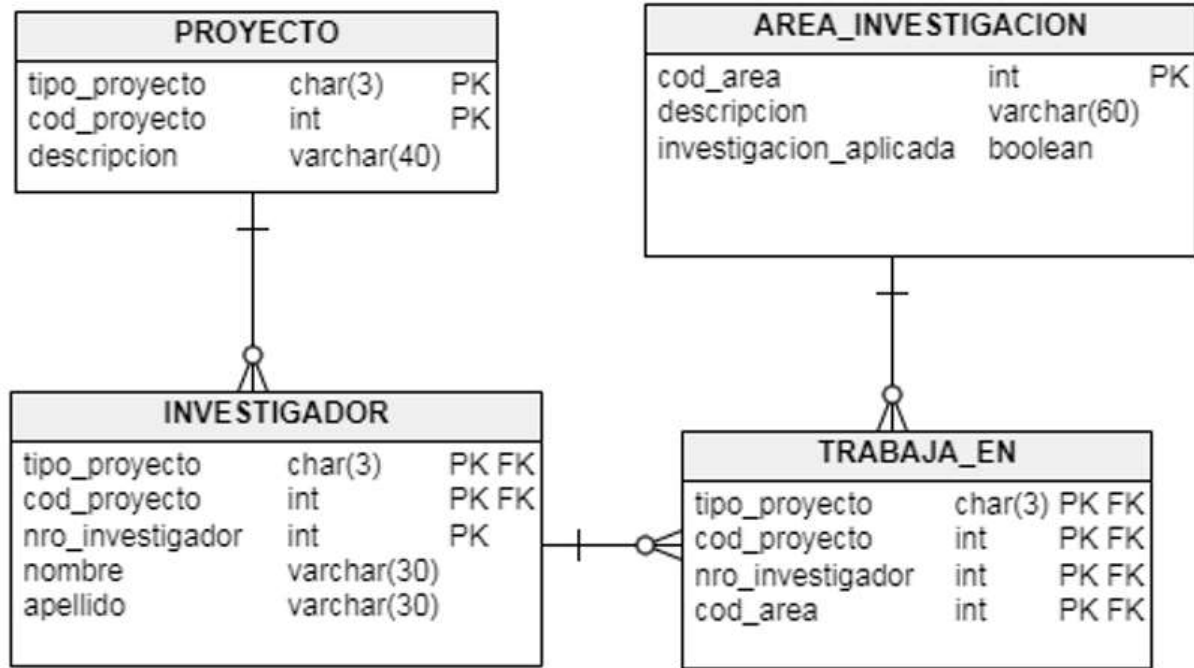 PROYECTO
tipo_proyecto char(3) PK
cod_proyecto int PK
descripcion varchar(40)
AREA_INVESTIGACION
cod_area int PK
descripcion varchar(60)
investigacion_aplicada boolean
INVESTIGADOR
tipo_proyecto char(3) PK FK
cod_proyecto int PK FK
nro_investigador int PK
nombre varchar(30)
apellido varchar(30)
TRABAJA_EN
tipo_proyecto char(3) PK FK
cod_proyecto int PK FK
nro_investigador int PK FK
cod_area int PK FK